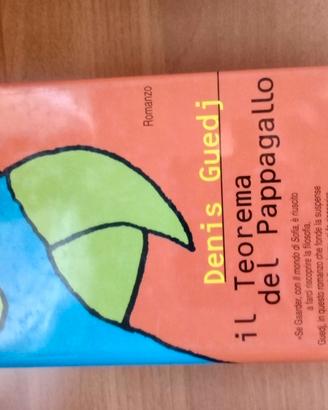 Romanzo
Denis Guedj
il Teorema
del Pappagallo
«Se Gaarder, con il mondo di Sofia, è riuscito
a farci riscoprire la filosofia,
Guedj, in questo romanzo che fonde la suspense